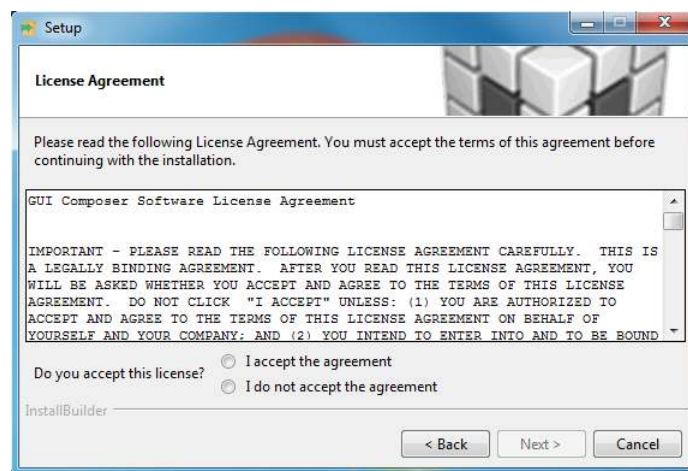 Setup
License Agreement
Please read the following License Agreement. You must accept the terms of this agreement before
continuing with the installation.
GUI Composer Software License Agreement
IMPORTANT - PLEASE READ THE FOLLOWING LICENSE AGREEMENT CAREFULLY.  THIS IS
A LEGALLY BINDING AGREEMENT.  AFTER YOU READ THIS LICENSE AGREEMENT, YOU
WILL BE ASKED WHETHER YOU ACCEPT AND AGREE TO THE TERMS OF THIS LICENSE
AGREEMENT.  DO NOT CLICK "I ACCEPT" UNLESS: (1) YOU ARE AUTHORIZED TO
ACCEPT AND AGREE TO THE TERMS OF THIS LICENSE AGREEMENT ON BEHALF OF
YOURSELF AND YOUR COMPANY; AND (2) YOU INTEND TO ENTER INTO AND TO BE BOUND
Do you accept this license?
I accept the agreement
I do not accept the agreement
InstallBuilder
< Back
Next >
Cancel